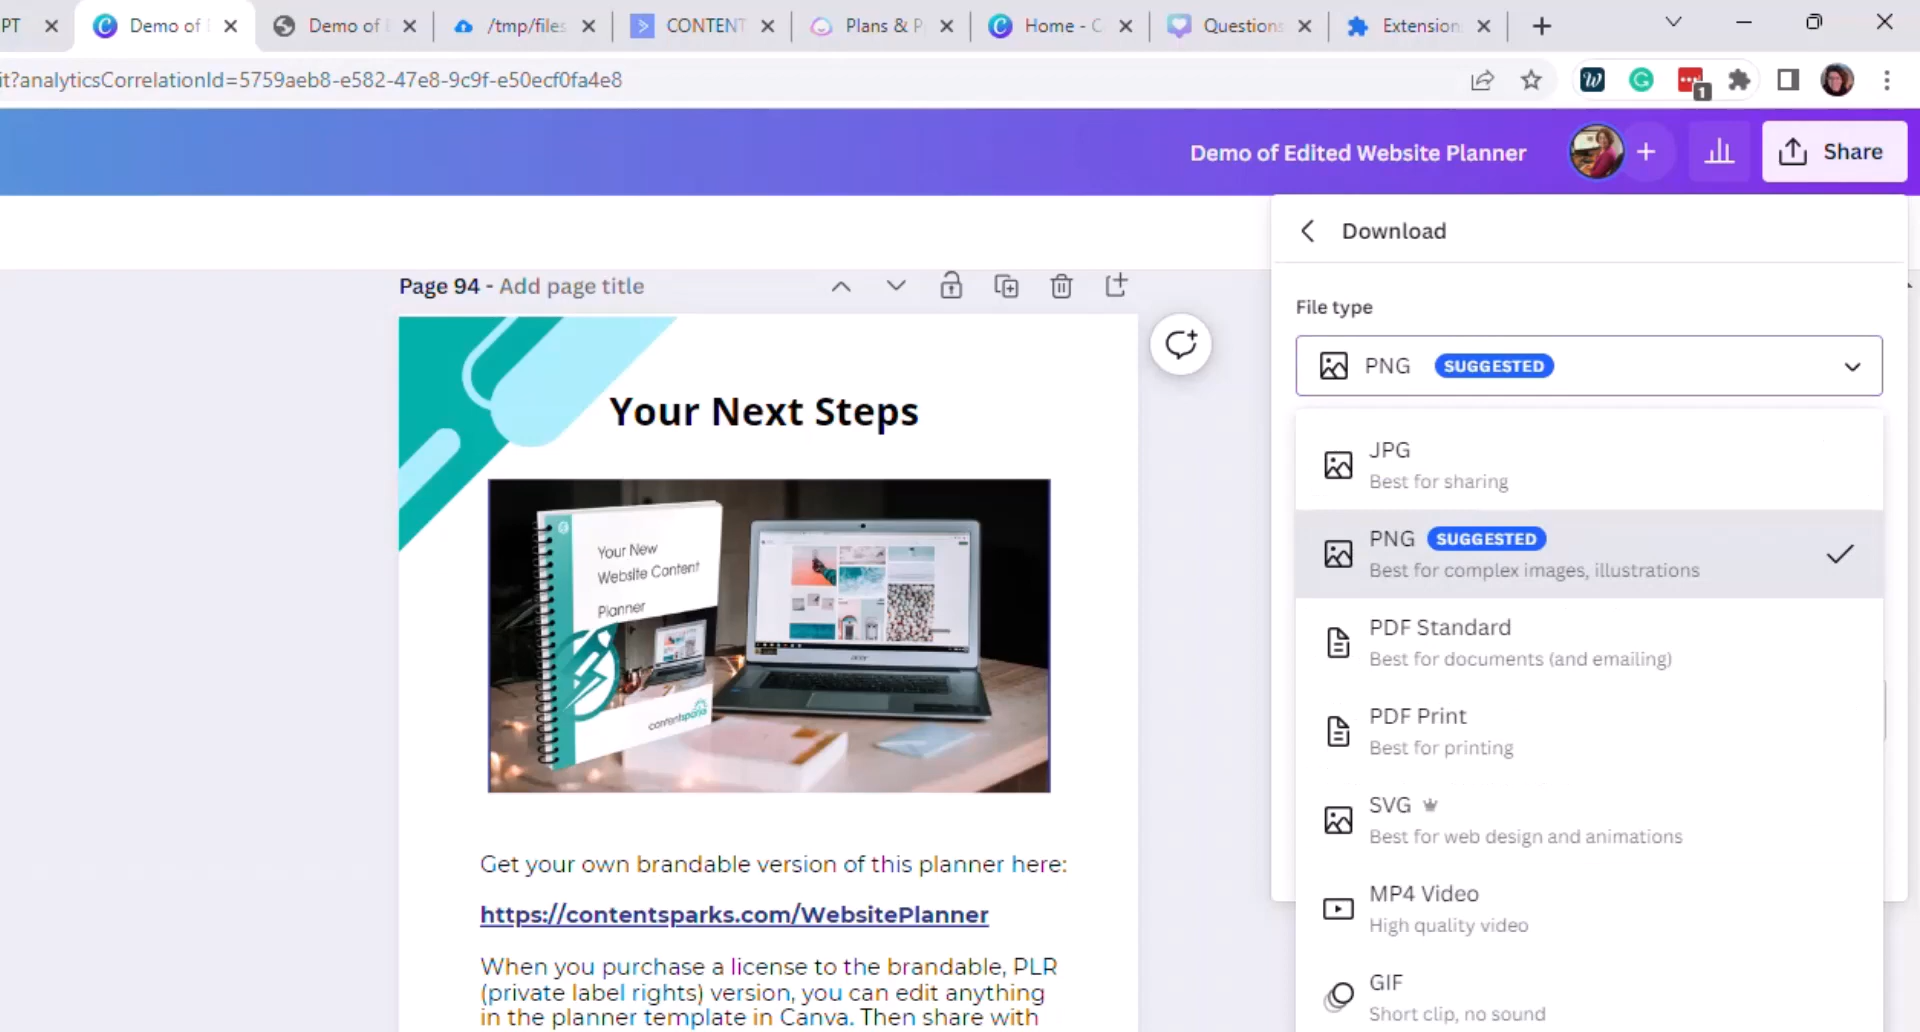 PT
Demo of
Demo of
/tmp/files
CONTENT
Plans & P
Home - C
Questions
Extension
it?analyticsCorrelationId=5759aeb8-e582-47e8-9c9f-e50ecf0fa4e8
1
Demo of Edited Website Planner
Share
Download
Page 94 - Add page title
File type
PNG SUGGESTED
Your Next Steps
JPG
Best for sharing
PNG SUGGESTED
Best for complex images, illustrations
Your New
Website Content
Planner
contentsparks
PDF Standard
Best for documents (and emailing)
PDF Print
Best for printing
SVG
Best for web design and animations
MP4 Video
High quality video
GIF
Short clip, no sound
Get your own brandable version of this planner here:
https://contentsparks.com/WebsitePlanner
When you purchase a license to the brandable, PLR
(private label rights) version, you can edit anything
in the planner template in Canva. Then share with